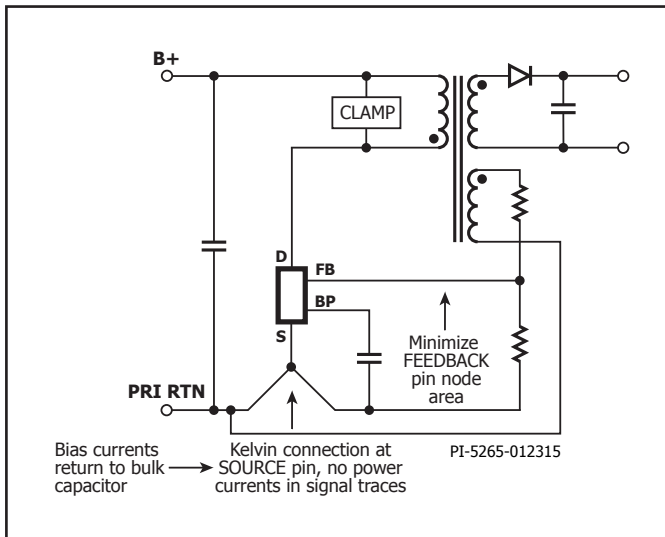 B+
CLAMP
D
FB
BP
S
Minimize
FEEDBACK
pin node
area
PRI RTN
Bias currents
return to bulk
capacitor
Kelvin connection at
SOURCE pin, no power
currents in signal traces
PI-5265-012315